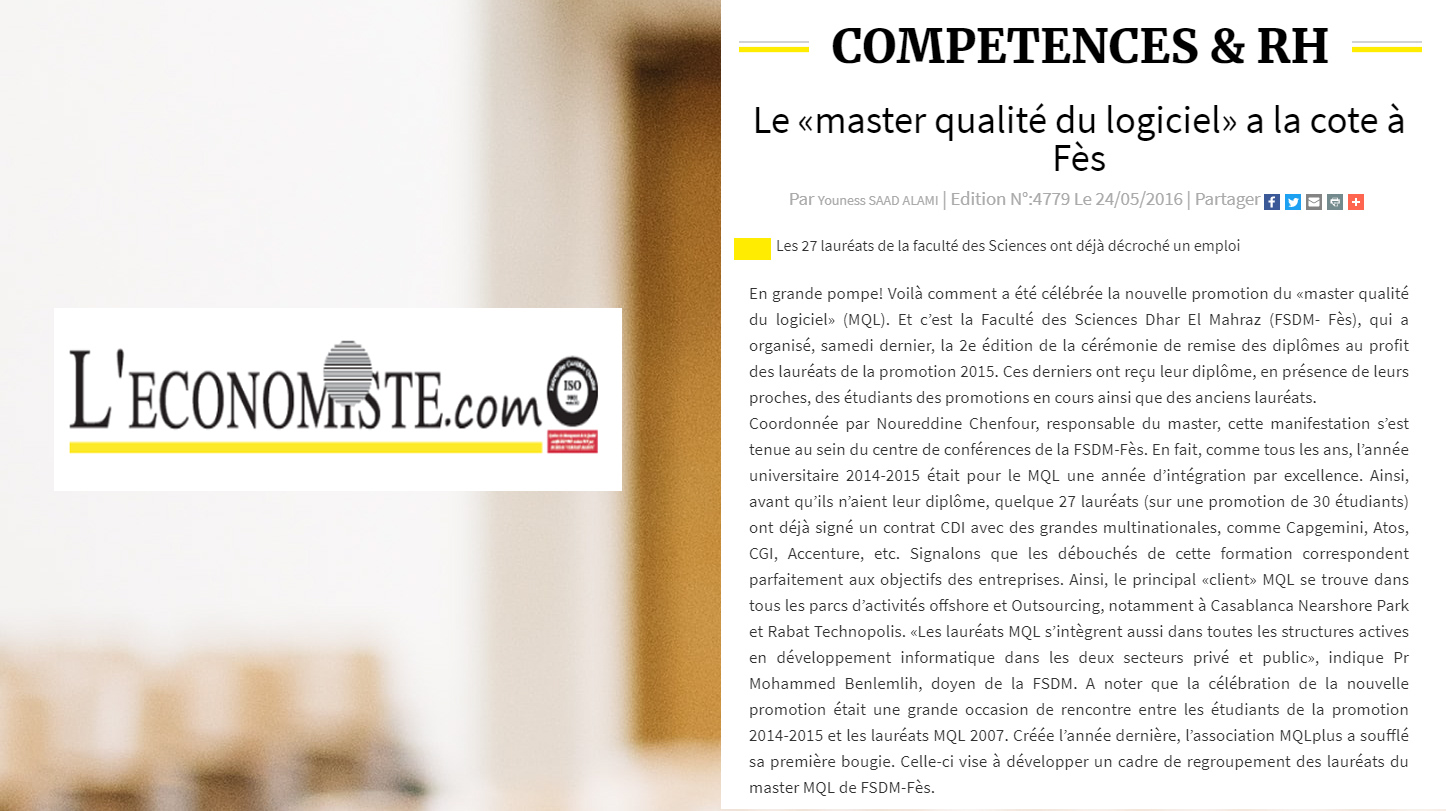 L'ECONOMISTE.com
ISO
COMPETENCES & RH
Le «master qualité du logiciel» a la cote à
Fès
Par Youness SAAD ALAMI | Edition N°:4779 Le 24/05/2016 | Partager
Les 27 lauréats de la faculté des Sciences ont déjà décroché un emploi
En grande pompe! Voilà comment a été célébrée la nouvelle promotion du «master qualité
du logiciel» (MQL). Et c’est la Faculté des Sciences Dhar El Mahraz (FSDM- Fès), qui a
organisé, samedi dernier, la 2e édition de la cérémonie de remise des diplômes au profit
des lauréats de la promotion 2015. Ces derniers ont reçu leur diplôme, en présence de leurs
proches, des étudiants des promotions en cours ainsi que des anciens lauréats.
Coordonnée par Noureddine Chenfour, responsable du master, cette manifestation s’est
tenue au sein du centre de conférences de la FSDM-Fès. En fait, comme tous les ans, l’année
universitaire 2014-2015 était pour le MQL une année d’intégration par excellence. Ainsi,
avant qu’ils n’aient leur diplôme, quelque 27 lauréats (sur une promotion de 30 étudiants)
ont déjà signé un contrat CDI avec des grandes multinationales, comme Capgemini, Atos,
CGI, Accenture, etc. Signalons que les débouchés de cette formation correspondent
parfaitement aux objectifs des entreprises. Ainsi, le principal «client» MQL se trouve dans
tous les parcs d’activités offshore et Outsourcing, notamment à Casablanca Nearshore Park
et Rabat Technopolis. «Les lauréats MQL s’intègrent aussi dans toutes les structures actives
en développement informatique dans les deux secteurs privé et public», indique Pr
Mohammed Benlemlih, doyen de la FSDM. A noter que la célébration de la nouvelle
promotion était une grande occasion de rencontre entre les étudiants de la promotion
2014-2015 et les lauréats MQL 2007. Créée l’année dernière, l’association MQLplus a soufflé
sa première bougie. Celle-ci vise à développer un cadre de regroupement des lauréats du
master MQL de FSDM-Fès.